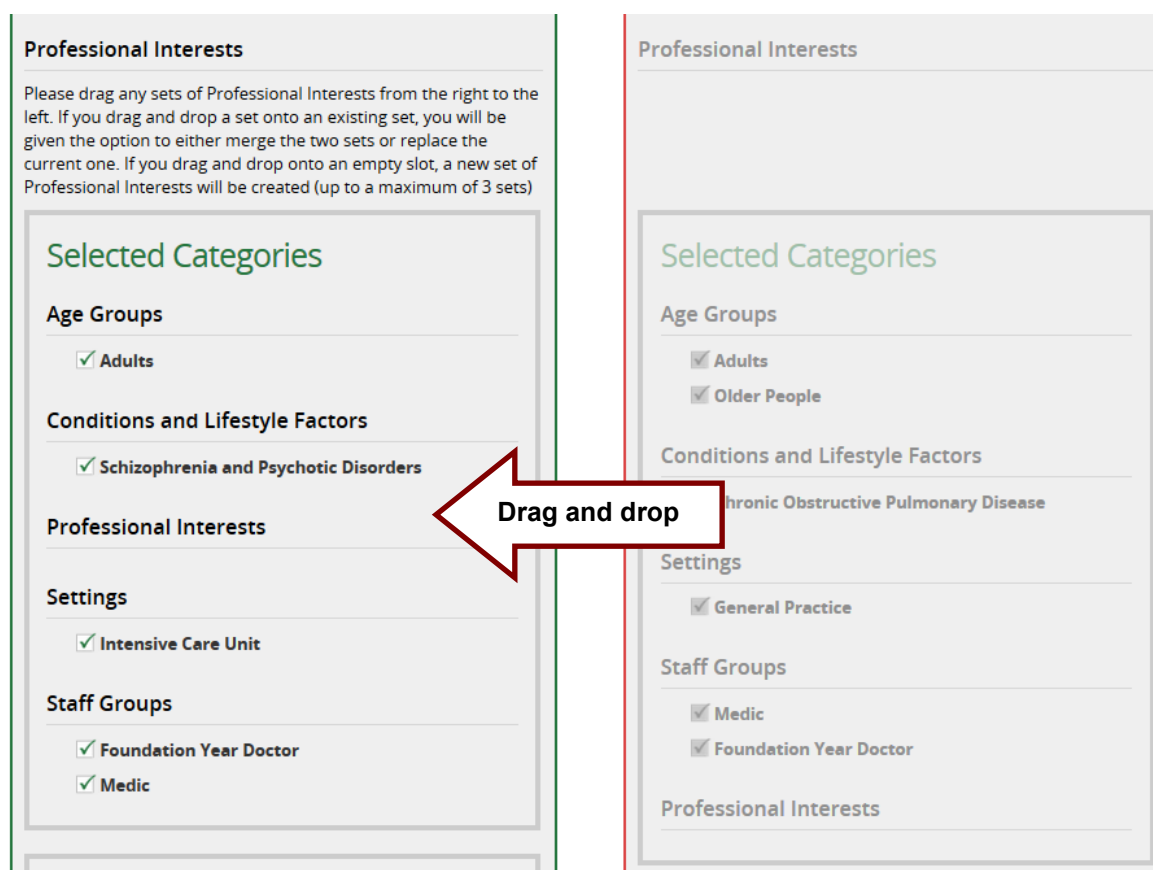 Professional Interests
Please drag any sets of Professional Interests from the right to the
left. If you drag and drop a set onto an existing set, you will be
given the option to either merge the two sets or replace the
current one. If you drag and drop onto an empty slot, a new set of
Professional Interests will be created (up to a maximum of 3 sets)
Selected Categories
Age Groups
Adults
Conditions and Lifestyle Factors
Schizophrenia and Psychotic Disorders
Professional Interests
Settings
Intensive Care Unit
Staff Groups
Foundation Year Doctor
Medic
Drag and drop
Professional Interests
Selected Categories
Age Groups
Adults
Older People
Conditions and Lifestyle Factors
hronic Obstructive Pulmonary Disease
Settings
General Practice
Staff Groups
Medic
Foundation Year Doctor
Professional Interests